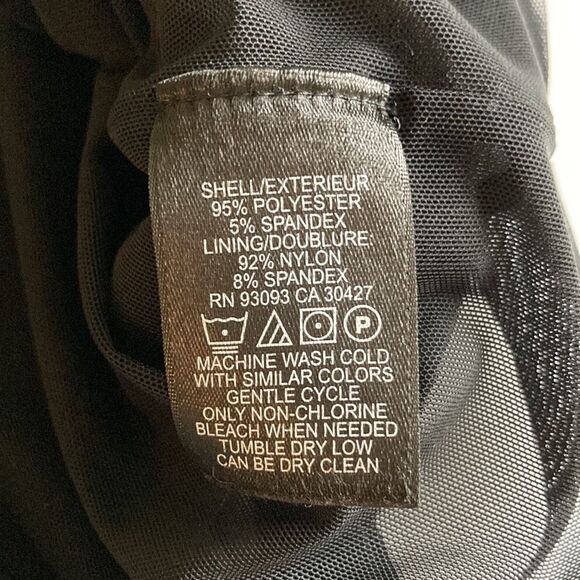 SHELL/EXTERIEUR
95% POLYESTER
5% SPANDEX
LINING/DOUBLURE:
92% NYLON
8% SPANDEX
RN 93093 CA 30427
P
MACHINE WASH COLD
WITH SIMILAR COLORS
GENTLE CYCLE
ONLY NON-CHLORINE
BLEACH WHEN NEEDED
TUMBLE DRY LOW
CAN BE DRY CLEAN